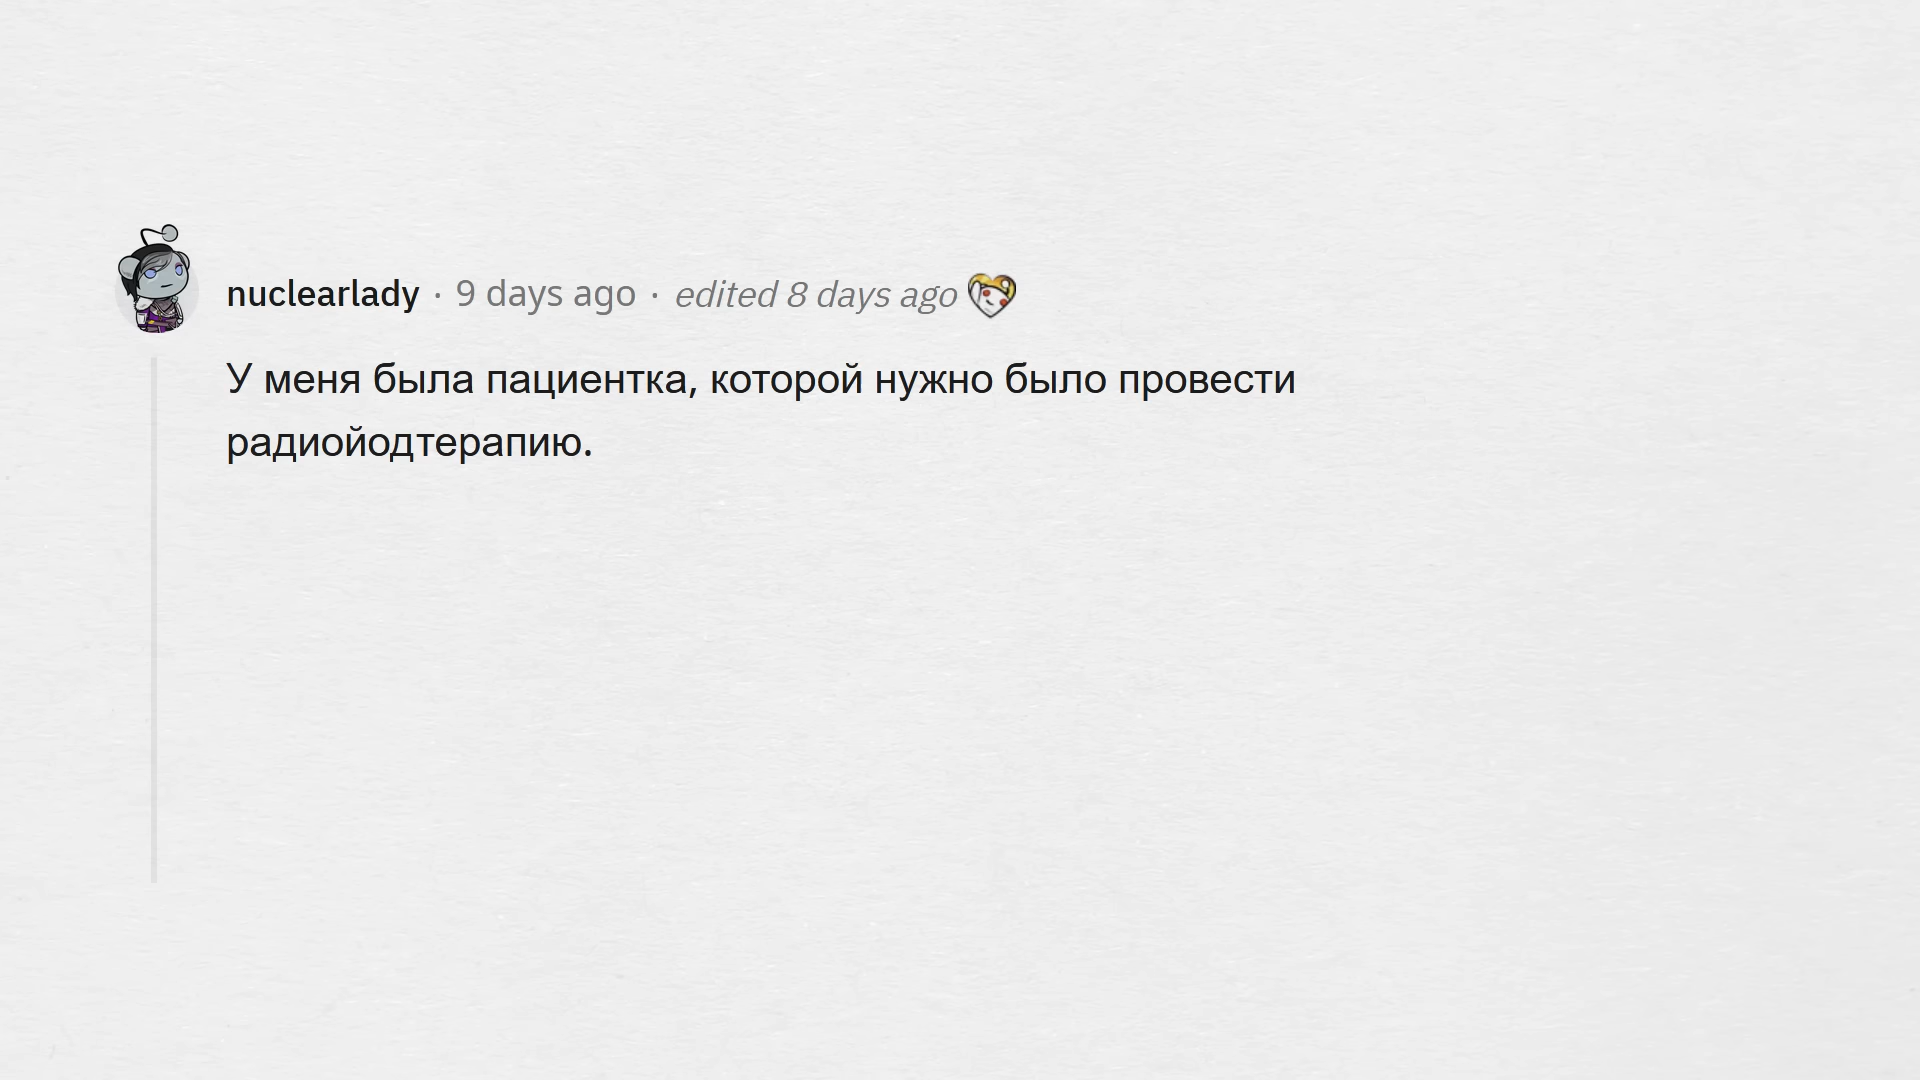 nuclearlady · 9 days ago · edited 8 days ago
У меня была пациентка, которой нужно было провести
радиойодтерапию.